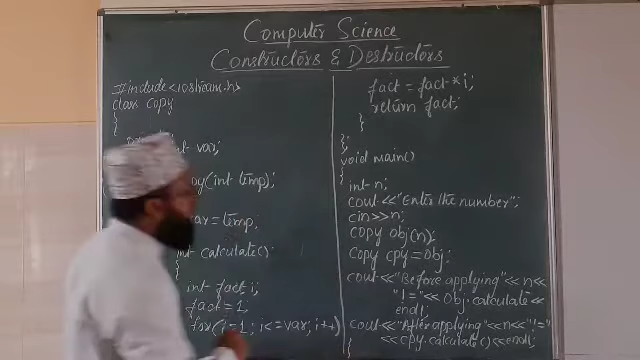 Computer Science
Constructors & Destructors
#include<iostream.h>
class copy
{
int var;
(int temp);
=temp;
int calculate()
{
int fact i;
fact=1;
for(i=1; i<=var; i++)
fact = fact*i;
return fact;
}
};
void main()
{
int n;
cout<<"Enter the number";
cin>>n;
copy obj(n);
copy cpy=obj;
cout<<"Before applying"<<n<<
"!="<<obj.calculate<<
endl;
cout<<"After applying"<<n<<"!="
<<cpy.calculate()<<endl;
}